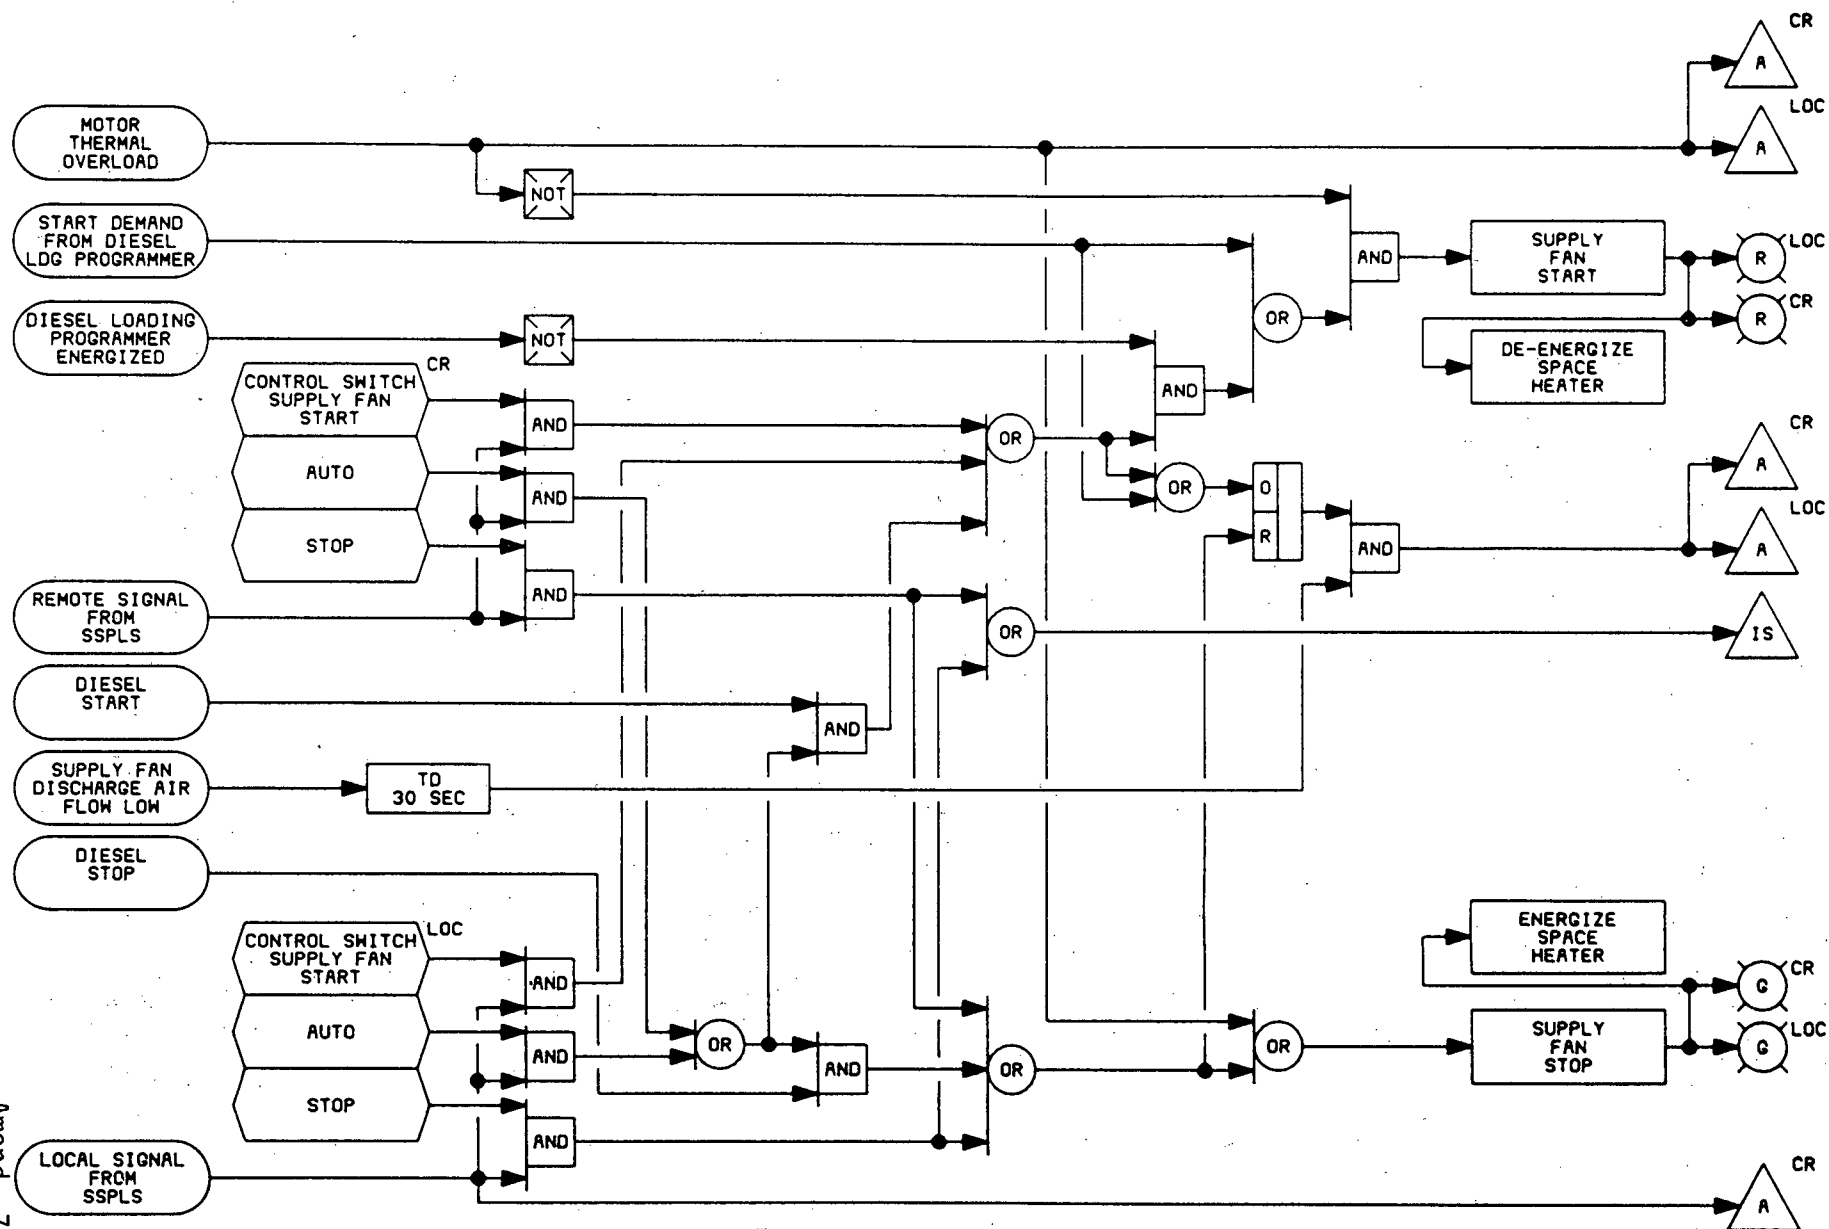 CR
A
LOC
MOTOR
THERMAL
OVERLOAD
A
NOT
START DEMAND
FROM DIESEL
LDG PROGRAMMER
SUPPLY
FAN
START
AND
R
LOC
CR
DIESEL LOADING
PROGRAMMER
ENERGIZED
NOT
OR
R
DE-ENERGIZE
SPACE
HEATER
AND
CR
CONTROL SWITCH
SUPPLY FAN
START
AND
OR
CR
A
AUTO
AND
OR
O
R
LOC
STOP
AND
A
AND
REMOTE SIGNAL
FROM
SSPLS
OR
IS
DIESEL
START
AND
SUPPLY FAN
DISCHARGE AIR
FLOW LOW
TD
30 SEC
DIESEL
STOP
LOC
CONTROL SWITCH
SUPPLY FAN
START
AND
ENERGIZE
SPACE
HEATER
CR
G
AUTO
AND
OR
AND
OR
OR
SUPPLY
FAN
STOP
LOC
G
STOP
AND
LOCAL SIGNAL
FROM
SSPLS
CR
A